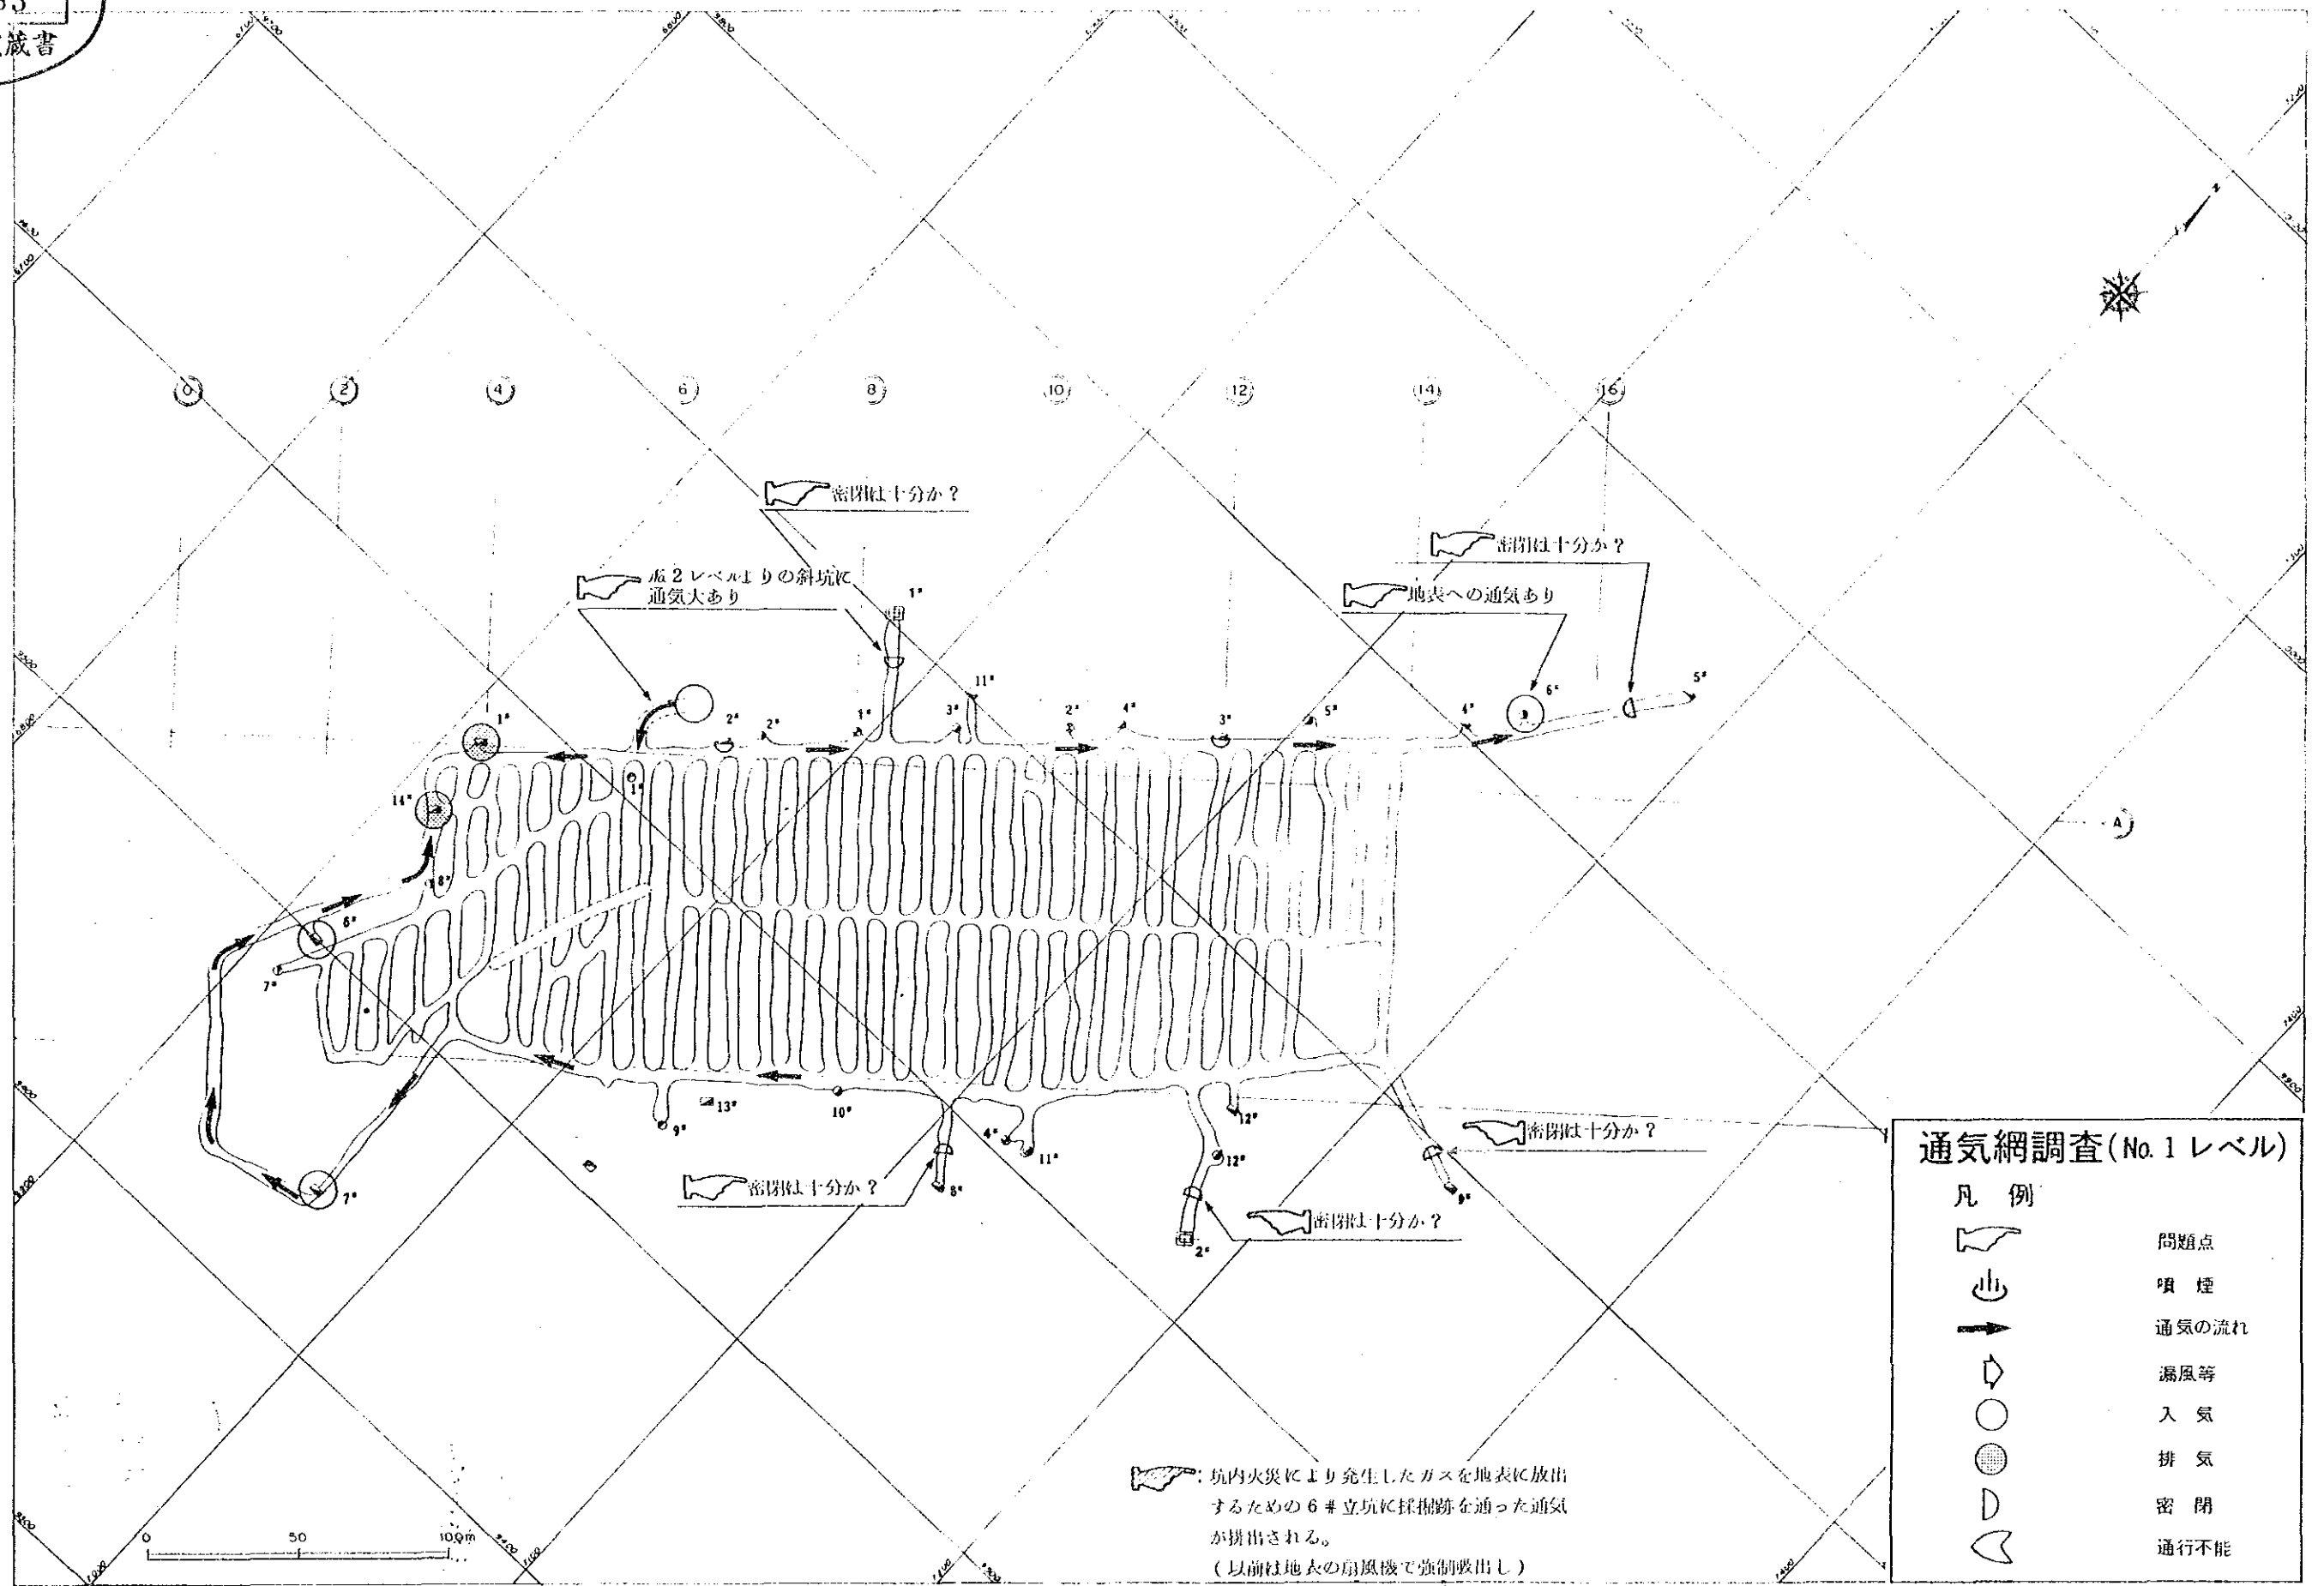 蔵書
0
2
4
6
8
10
12
14
16
N
A
密閉は十分か?
密閉は十分か?
№2レベルよりの斜坑に
通気大あり
地表への通気あり
1#
11#
5#
6#
1#
2#
2#
1#
3#
2#
4#
3#
5#
4#
1#
14#
8#
6#
7#
13#
10#
9#
4#
12#
11#
12#
密閉は十分か?
密閉は十分か?
8#
9#
7#
密閉は十分か?
2#
通気網調査(No.1レベル)
凡 例
問題点
噴 煙
通気の流れ
漏風等
入 気
排 気
密 閉
通行不能
:坑内火災により発生したガスを地表に放出
するための6#立坑に採掘跡を通った通気
が排出される。
(以前は地表の扇風機で強制吸出し)
0 50 100m